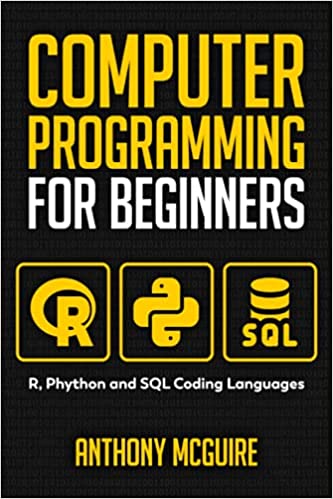 COMPUTER
PROGRAMMING
FOR BEGINNERS
R
SQL
R, Phython and SQL Coding Languages
ANTHONY MCGUIRE